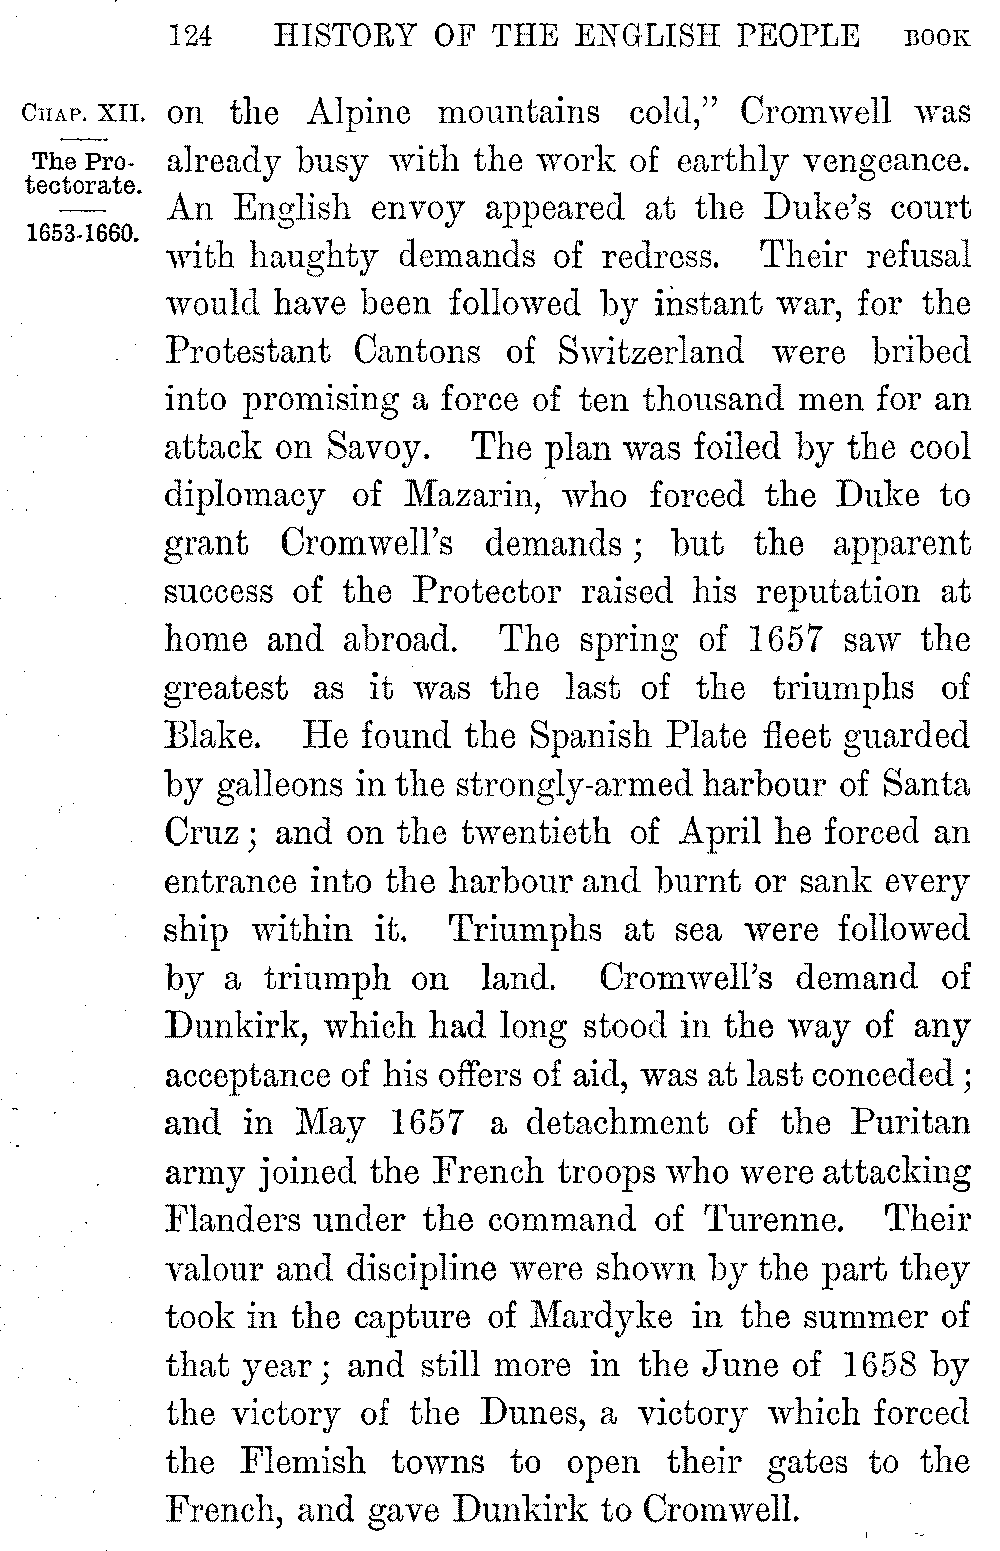 124 HISTORY OF THE ENGLISH PEOPLE BOOK
CHAP. XII.
The Pro-
tectorate.
1653-1660.
on the Alpine mountains cold,” Cromwell was
already busy with the work of earthly vengeance.
An English envoy appeared at the Duke’s court
with haughty demands of redress. Their refusal
would have been followed by instant war, for the
Protestant Cantons of Switzerland were bribed
into promising a force of ten thousand men for an
attack on Savoy. The plan was foiled by the cool
diplomacy of Mazarin, who forced the Duke to
grant Cromwell’s demands; but the apparent
success of the Protector raised his reputation at
home and abroad. The spring of 1657 saw the
greatest as it was the last of the triumphs of
Blake. He found the Spanish Plate fleet guarded
by galleons in the strongly-armed harbour of Santa
Cruz; and on the twentieth of April he forced an
entrance into the harbour and burnt or sank every
ship within it. Triumphs at sea were followed
by a triumph on land. Cromwell’s demand of
Dunkirk, which had long stood in the way of any
acceptance of his offers of aid, was at last conceded;
and in May 1657 a detachment of the Puritan
army joined the French troops who were attacking
Flanders under the command of Turenne. Their
valour and discipline were shown by the part they
took in the capture of Mardyke in the summer of
that year; and still more in the June of 1658 by
the victory of the Dunes, a victory which forced
the Flemish towns to open their gates to the
French, and gave Dunkirk to Cromwell.